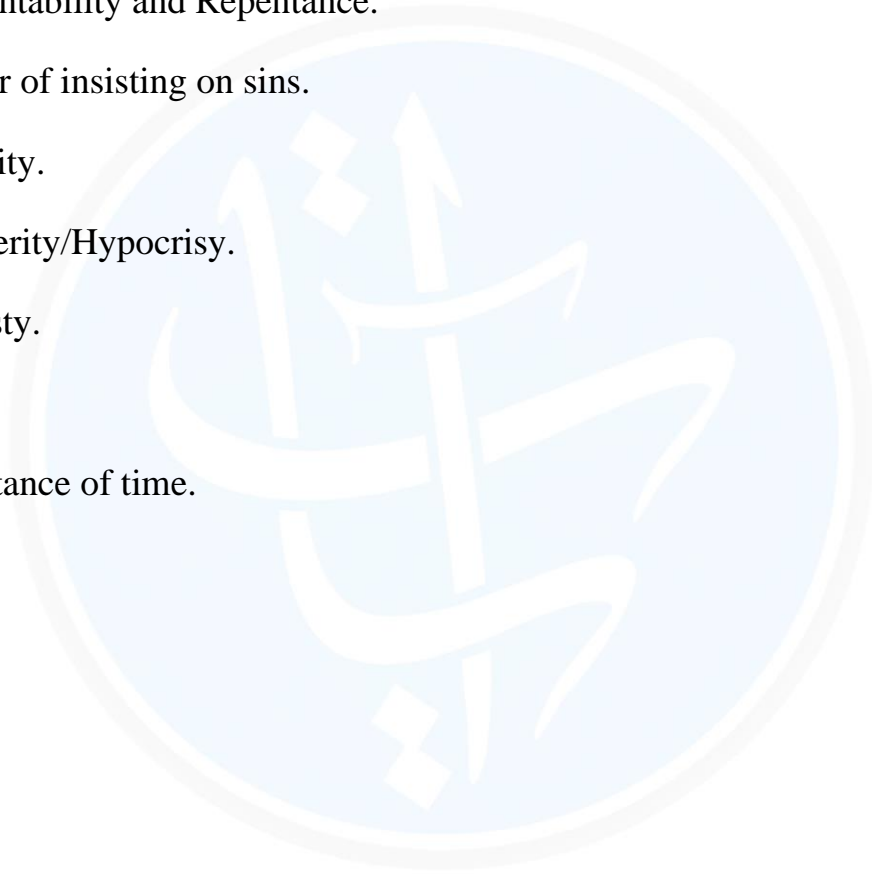 ntability and Repentance.
r of insisting on sins.
ity.
erity/Hypocrisy.
sty.
tance of time.